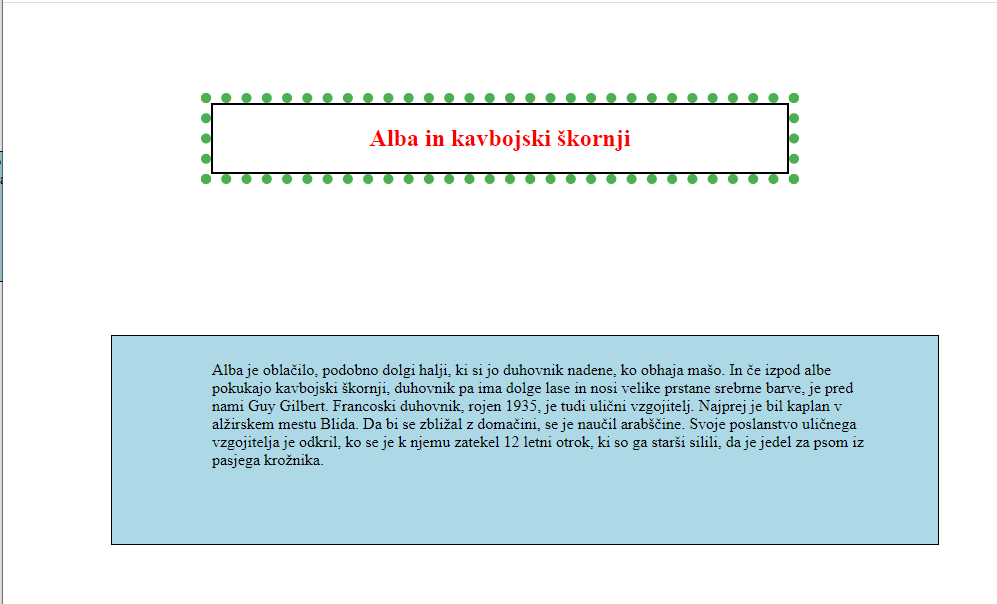 Alba in kavbojski škornji
Alba je oblačilo, podobno dolgi halji, ki si jo duhovnik nadene, ko obhaja mašo. In če izpod albe
pokukajo kavbojski škornji, duhovnik pa ima dolge lase in nosi velike prstane srebrne barve, je pred
nami Guy Gilbert. Francoski duhovnik, rojen 1935, je tudi ulični vzgojitelj. Najprej je bil kaplan v
alžirskem mestu Blida. Da bi se zbližal z domačini, se je naučil arabščine. Svoje poslanstvo uličnega
vzgojitelja je odkril, ko se je k njemu zatekel 12 letni otrok, ki so ga starši silili, da je jedel za psom iz
pasjega krožnika.